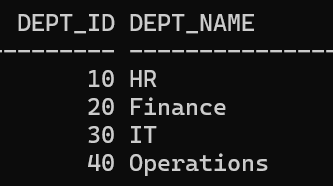 DEPT_ID DEPT_NAME
---------- ----------------
10 HR
20 Finance
30 IT
40 Operations